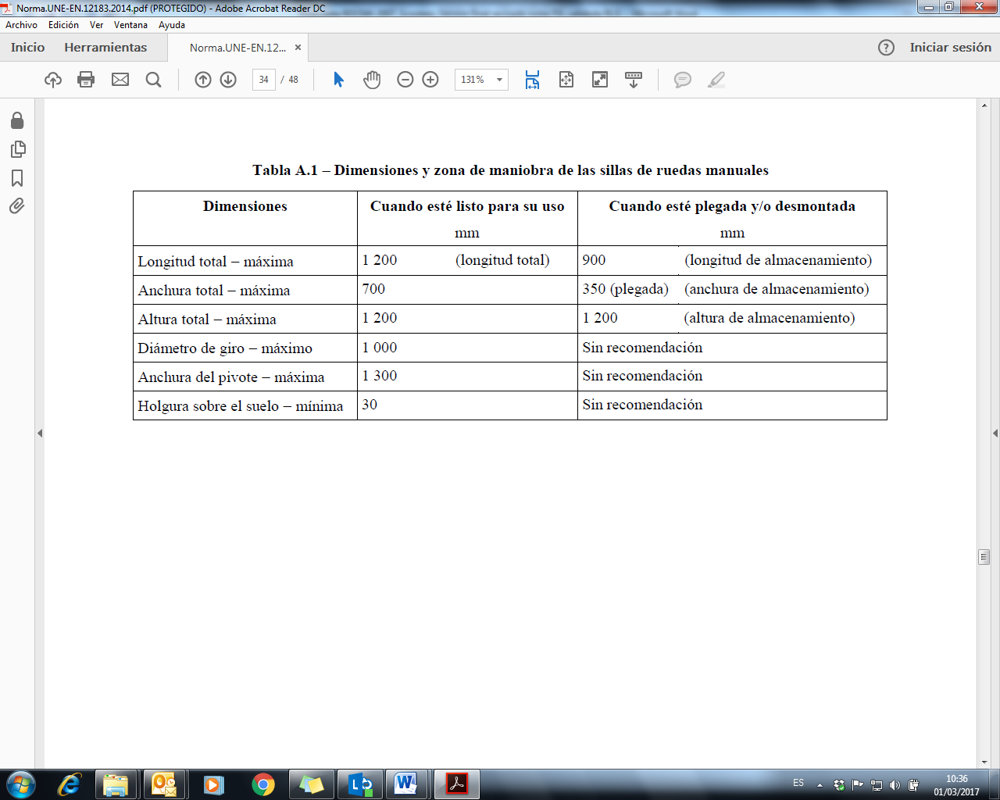 Norma.UNE-EN.12183.2014.pdf (PROTEGIDO) - Adobe Acrobat Reader DC
Archivo Edición Ver Ventana Ayuda
Inicio Herramientas Norma.UNE-EN.12... × ? Iniciar sesión
34 / 48 131%
Tabla A.1 – Dimensiones y zona de maniobra de las sillas de ruedas manuales
Dimensiones Cuando esté listo para su uso Cuando esté plegada y/o desmontada
mm mm
Longitud total – máxima 1 200 (longitud total) 900 (longitud de almacenamiento)
Anchura total – máxima 700 350 (plegada) (anchura de almacenamiento)
Altura total – máxima 1 200 1 200 (altura de almacenamiento)
Diámetro de giro – máximo 1 000 Sin recomendación
Anchura del pivote – máxima 1 300 Sin recomendación
Holgura sobre el suelo – mínima 30 Sin recomendación
ES 10:36
01/03/2017